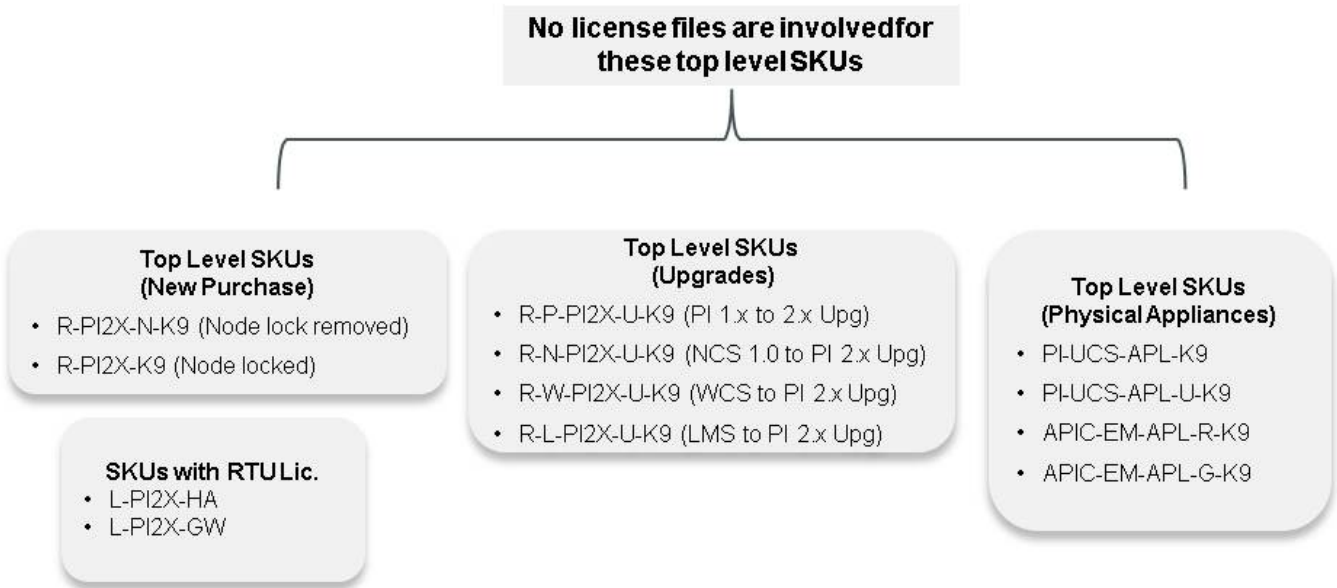 No license files are involvedfor
these top level SKUs
Top Level SKUs
(New Purchase)
• R-PI2X-N-K9 (Node lock removed)
• R-PI2X-K9 (Node locked)
SKUs with RTU Lic.
• L-PI2X-HA
• L-PI2X-GW
Top Level SKUs
(Upgrades)
• R-P-PI2X-U-K9 (PI 1.x to 2.x Upg)
• R-N-PI2X-U-K9 (NCS 1.0 to PI 2.x Upg)
• R-W-PI2X-U-K9 (WCS to PI 2.x Upg)
• R-L-PI2X-U-K9 (LMS to PI 2.x Upg)
Top Level SKUs
(Physical Appliances)
• PI-UCS-APL-K9
• PI-UCS-APL-U-K9
• APIC-EM-APL-R-K9
• APIC-EM-APL-G-K9